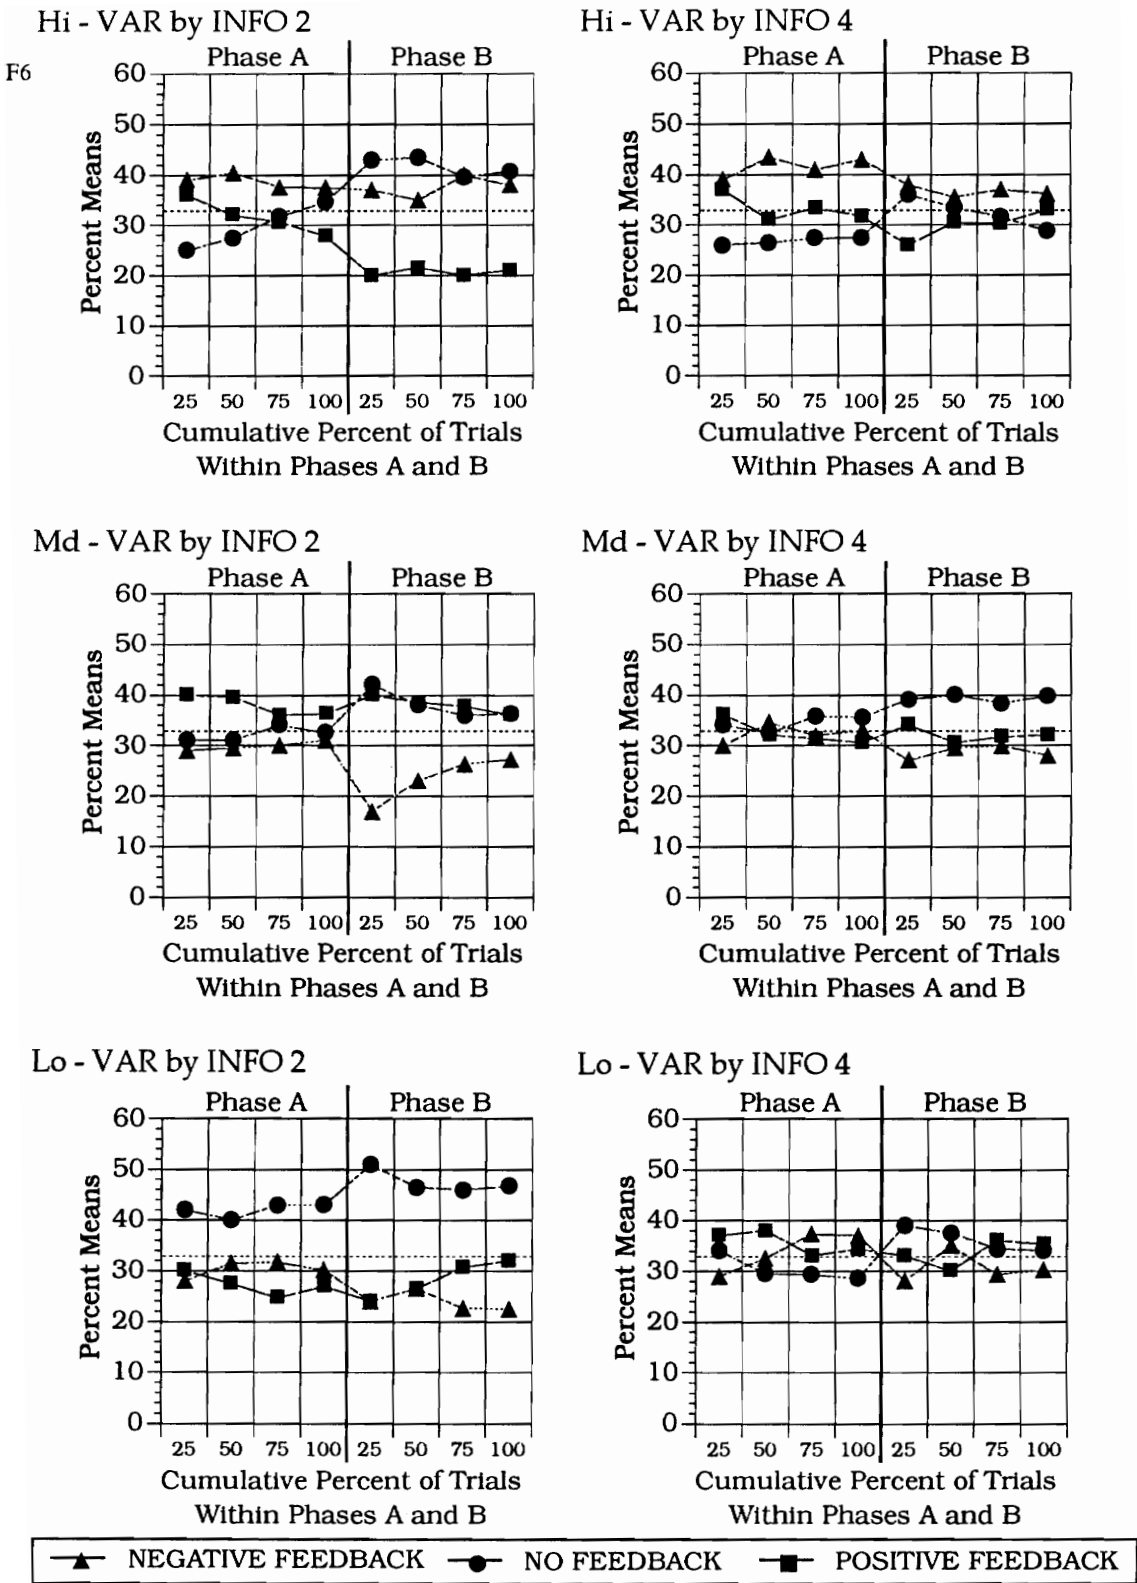 Hi - VAR by INFO 2
Hi - VAR by INFO 4
F6
Phase A Phase B
60
50
40
30
20
10
0
Percent Means
25 50 75 100 25 50 75 100
Cumulative Percent of Trials
Within Phases A and B
Phase A Phase B
60
50
40
30
20
10
0
Percent Means
25 50 75 100 25 50 75 100
Cumulative Percent of Trials
Within Phases A and B
Md - VAR by INFO 2
Phase A Phase B
60
50
40
30
20
10
0
Percent Means
25 50 75 100 25 50 75 100
Cumulative Percent of Trials
Within Phases A and B
Md - VAR by INFO 4
Phase A Phase B
60
50
40
30
20
10
0
Percent Means
25 50 75 100 25 50 75 100
Cumulative Percent of Trials
Within Phases A and B
Lo - VAR by INFO 2
Phase A Phase B
60
50
40
30
20
10
0
Percent Means
25 50 75 100 25 50 75 100
Cumulative Percent of Trials
Within Phases A and B
Lo - VAR by INFO 4
Phase A Phase B
60
50
40
30
20
10
0
Percent Means
25 50 75 100 25 50 75 100
Cumulative Percent of Trials
Within Phases A and B
NEGATIVE FEEDBACK NO FEEDBACK POSITIVE FEEDBACK